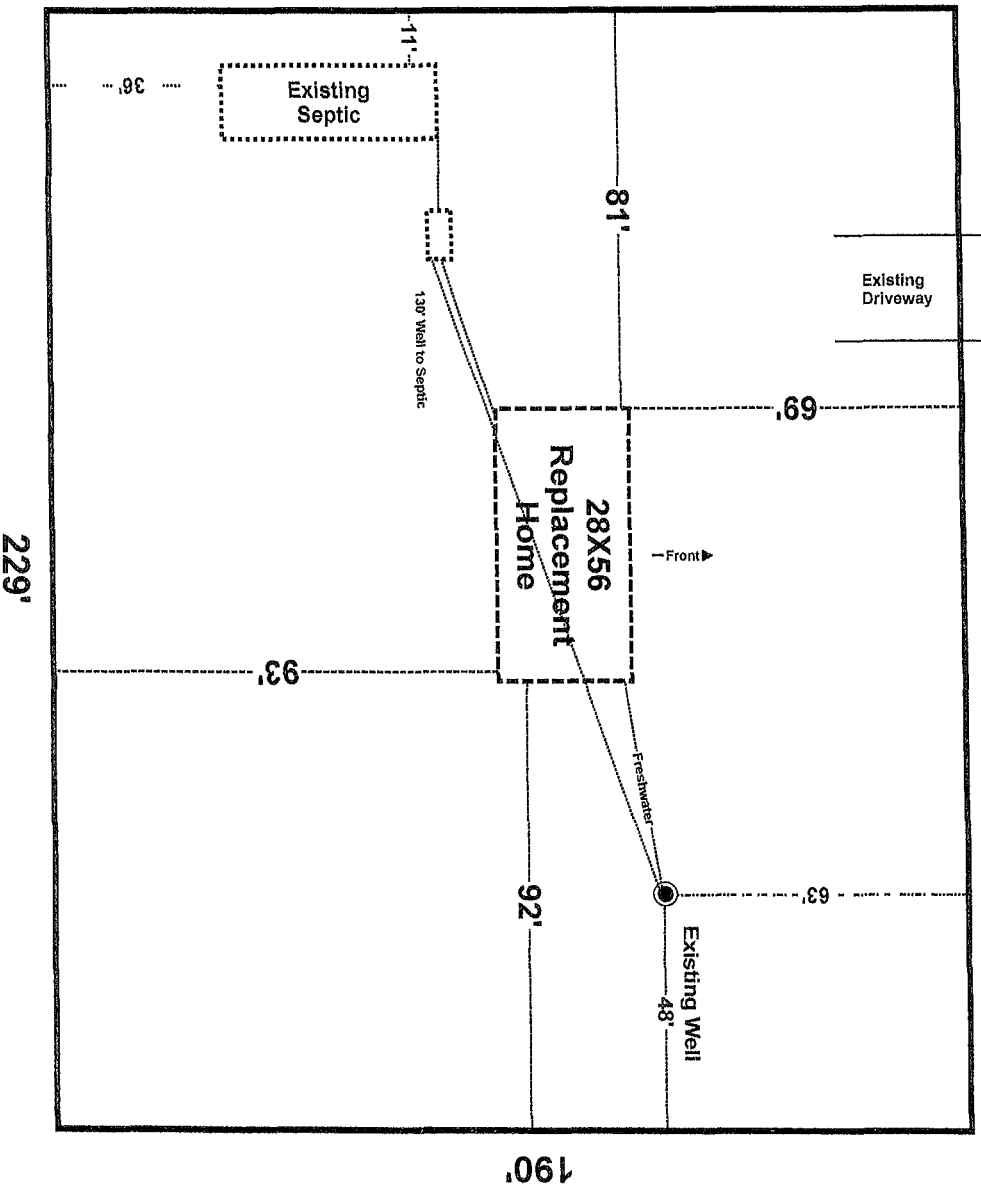 11'
36'
Existing
Septic
81'
Existing
Driveway
130' Well to Septic
69'
28X56
Replacement
Home
Front
229'
93'
Freshwater
92'
63'
Existing Well
48'
190'